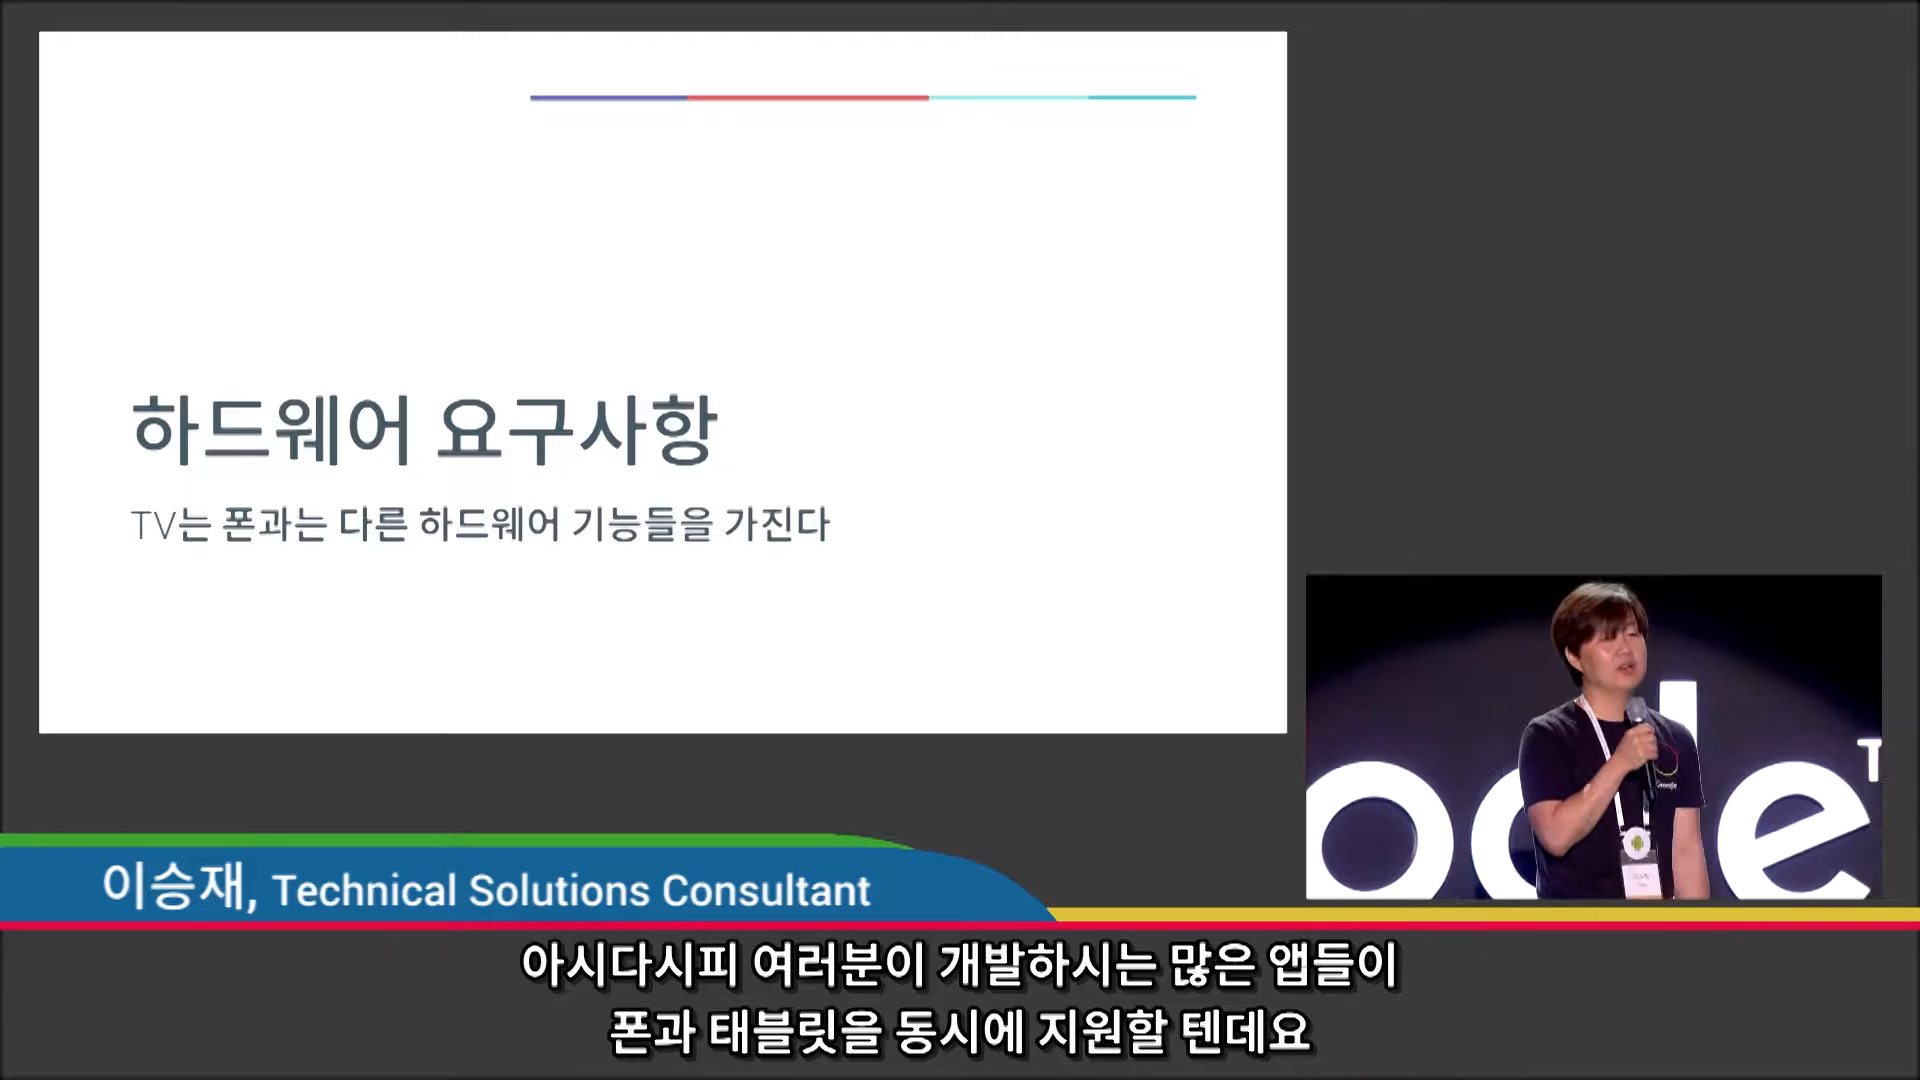 하드웨어 요구사항
TV는 폰과는 다른 하드웨어 기능들을 가진다
ode
이승재, Technical Solutions Consultant
아시다시피 여러분이 개발하시는 많은 앱들이
폰과 태블릿을 동시에 지원할 텐데요